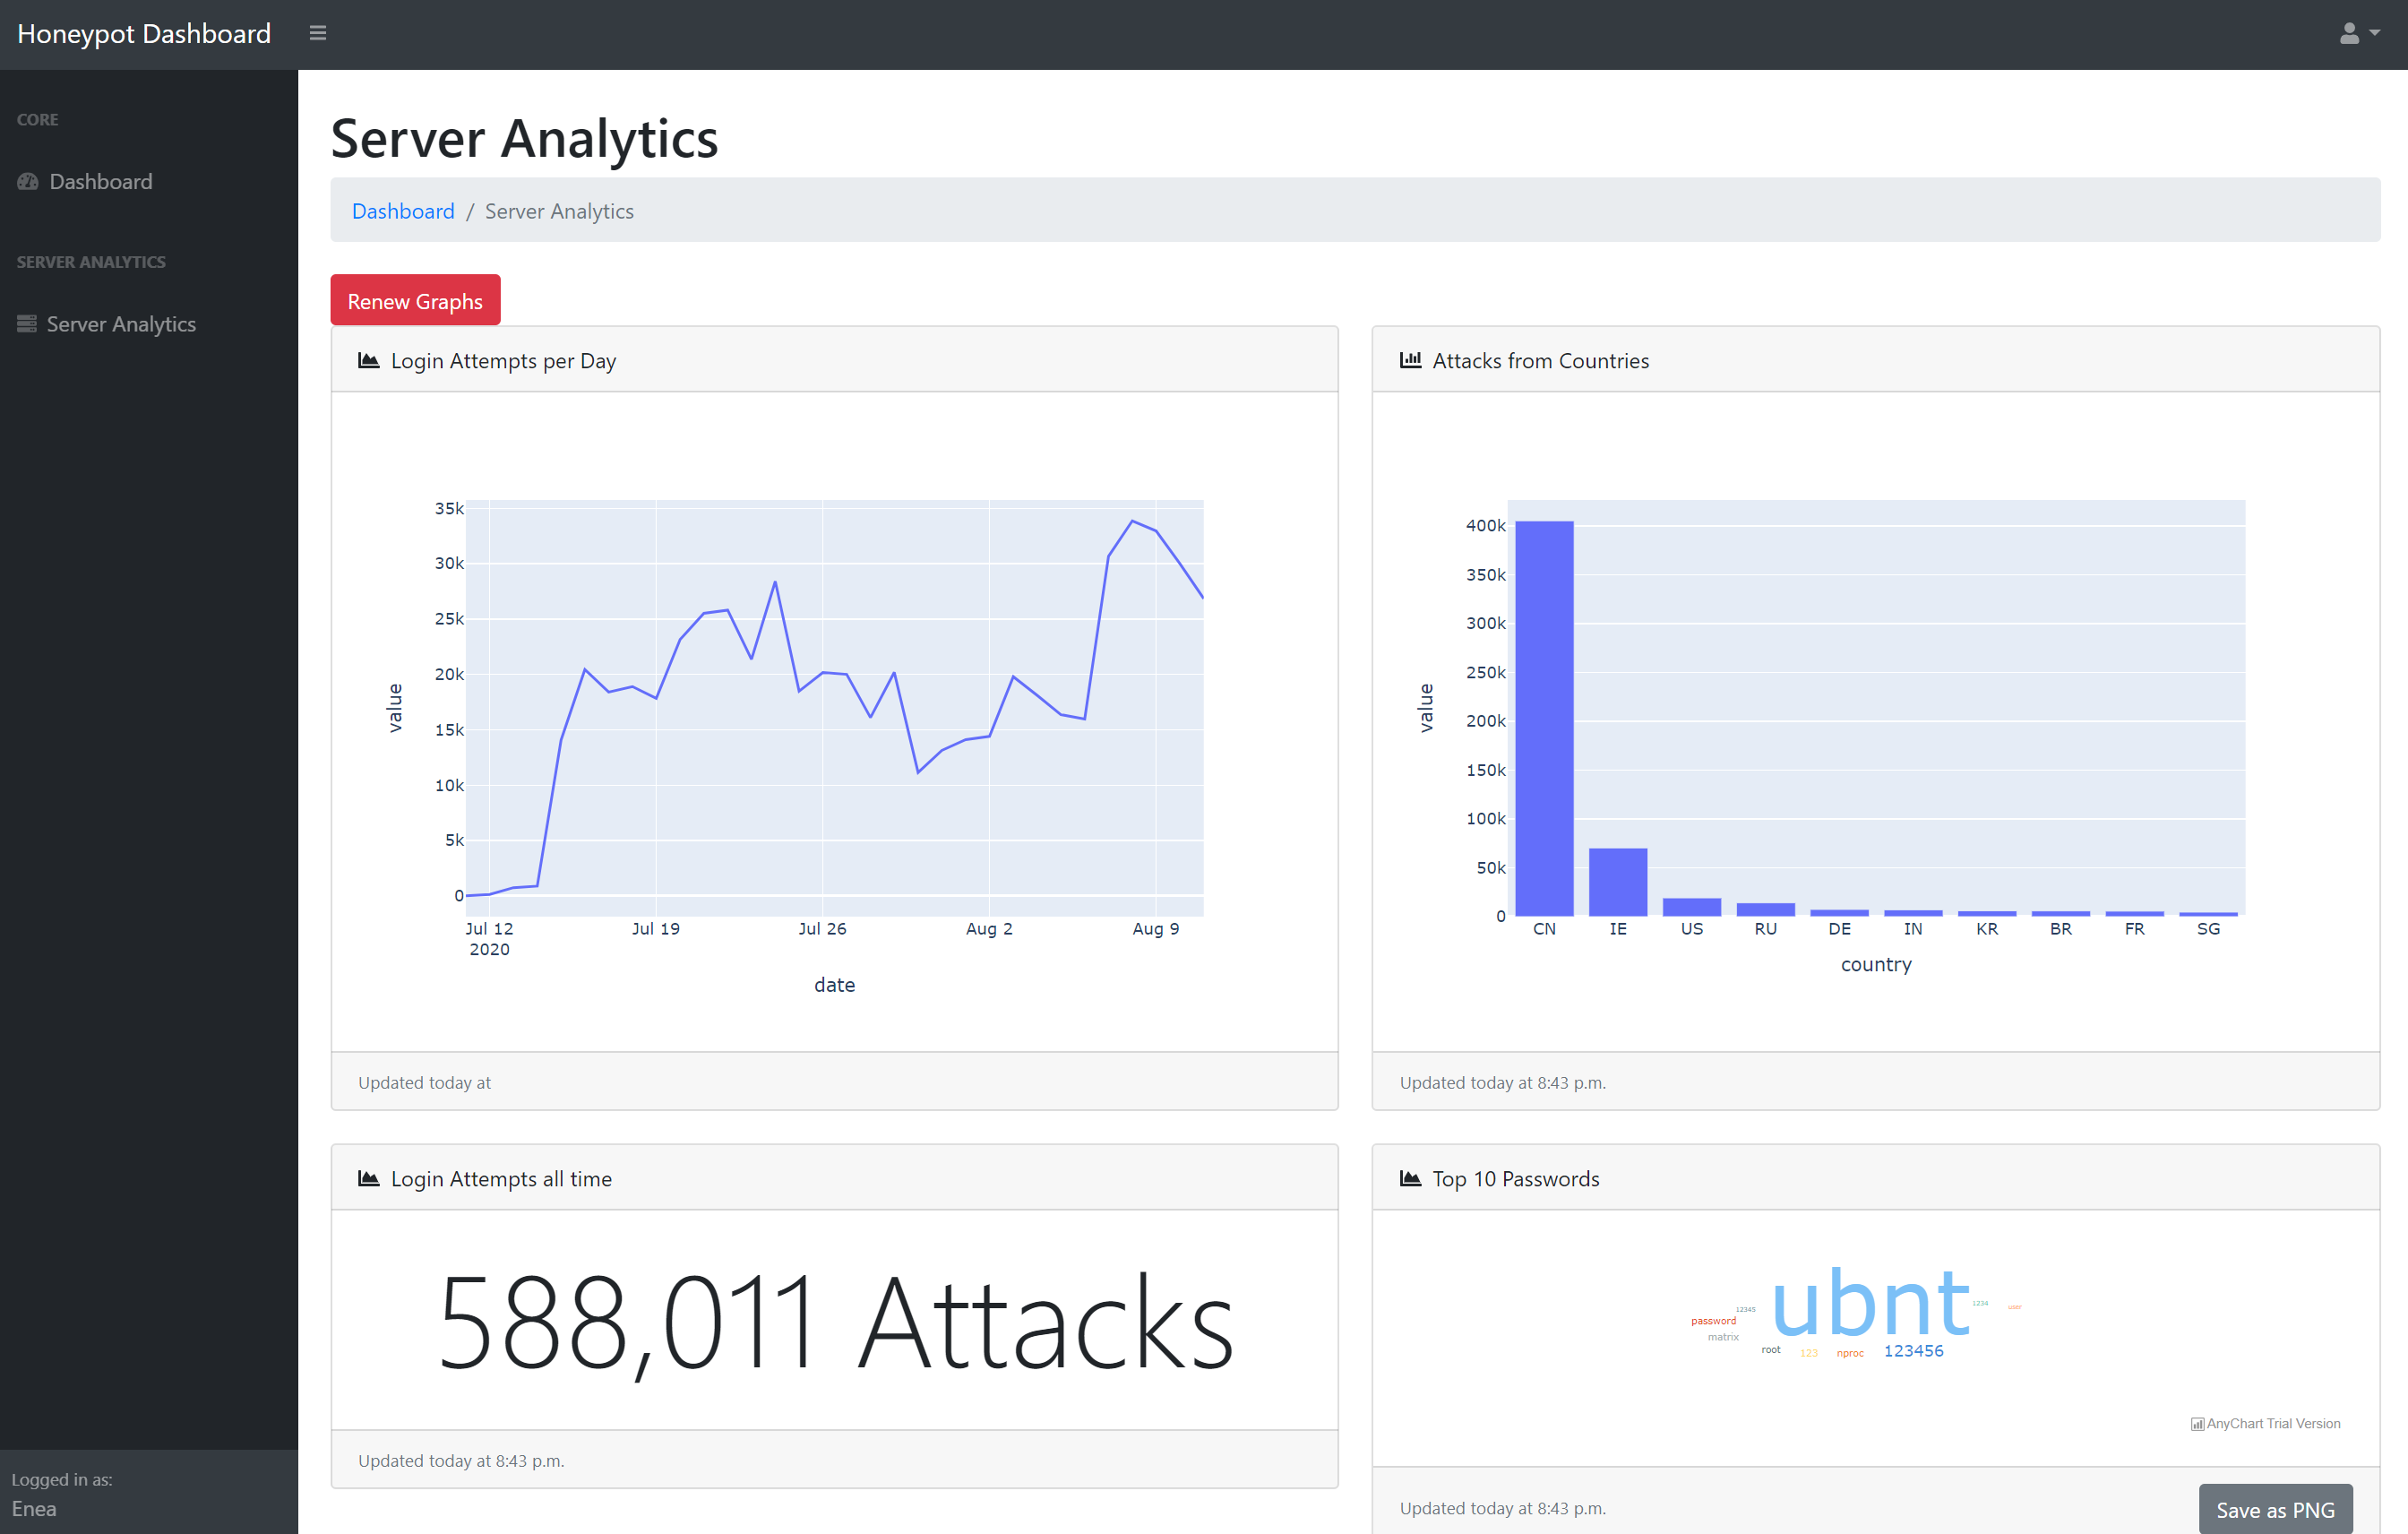 Honeypot Dashboard
CORE
Dashboard
SERVER ANALYTICS
Server Analytics
Logged in as:
Enea
Server Analytics
Dashboard / Server Analytics
Renew Graphs
Login Attempts per Day
35k
30k
25k
20k
15k
10k
5k
0
value
Jul 12 Jul 19 Jul 26 Aug 2 Aug 9
2020
date
Updated today at
Attacks from Countries
400k
350k
300k
250k
200k
150k
100k
50k
0
value
CN IE US RU DE IN KR BR FR SG
country
Updated today at 8:43 p.m.
Login Attempts all time
588,011 Attacks
Updated today at 8:43 p.m.
Top 10 Passwords
ubnt
12345
1234
user
password
matrix
root
123
nproc
123456
AnyChart Trial Version
Updated today at 8:43 p.m.
Save as PNG